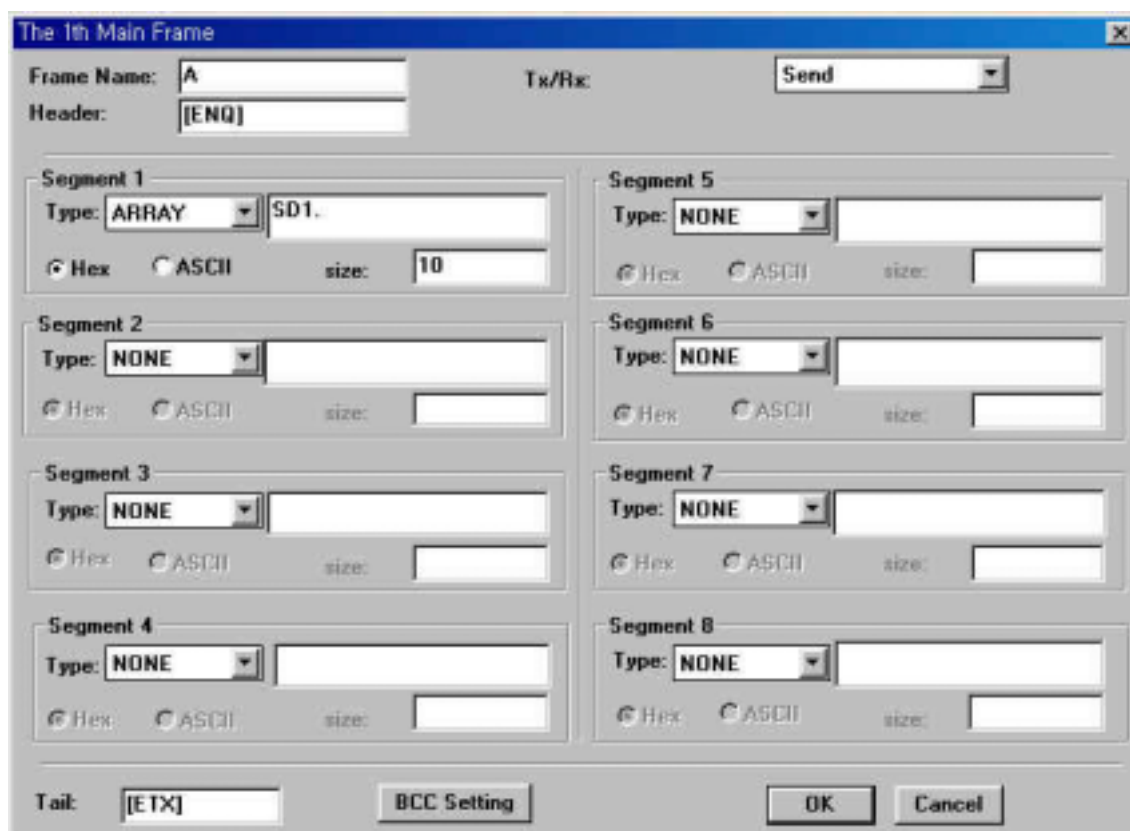 The 1th Main Frame
Frame Name: A Tx/Rx: Send
Header: [ENQ]
Segment 1
Type: ARRAY SD1.
Hex ASCII size: 10
Segment 2
Type: NONE
Hex ASCII size:
Segment 3
Type: NONE
Hex ASCII size:
Segment 4
Type: NONE
Hex ASCII size:
Segment 5
Type: NONE
Hex ASCII size:
Segment 6
Type: NONE
Hex ASCII size:
Segment 7
Type: NONE
Hex ASCII size:
Segment 8
Type: NONE
Hex ASCII size:
Tail: [ETX] BCC Setting OK Cancel